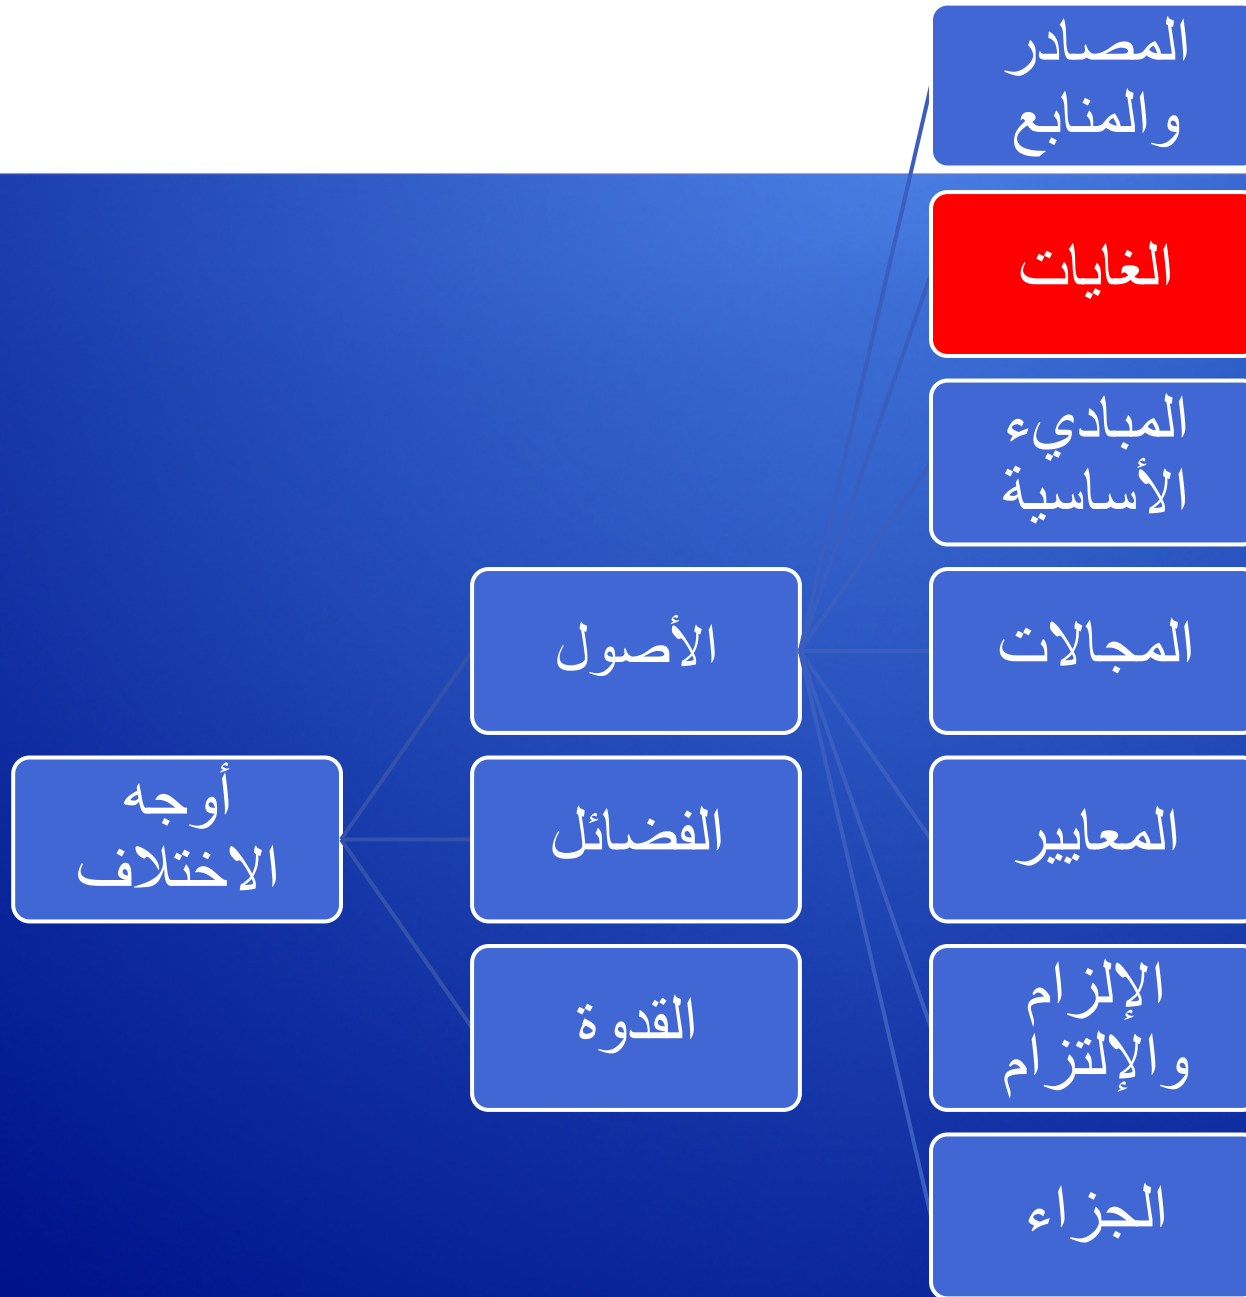 المصادر
والمنابع
الغايات
المباديء
الأساسية
الأصول
المجالات
أوجه
الاختلاف
الفضائل
المعايير
القدوة
الإلزام
والإلتزام
الجزاء